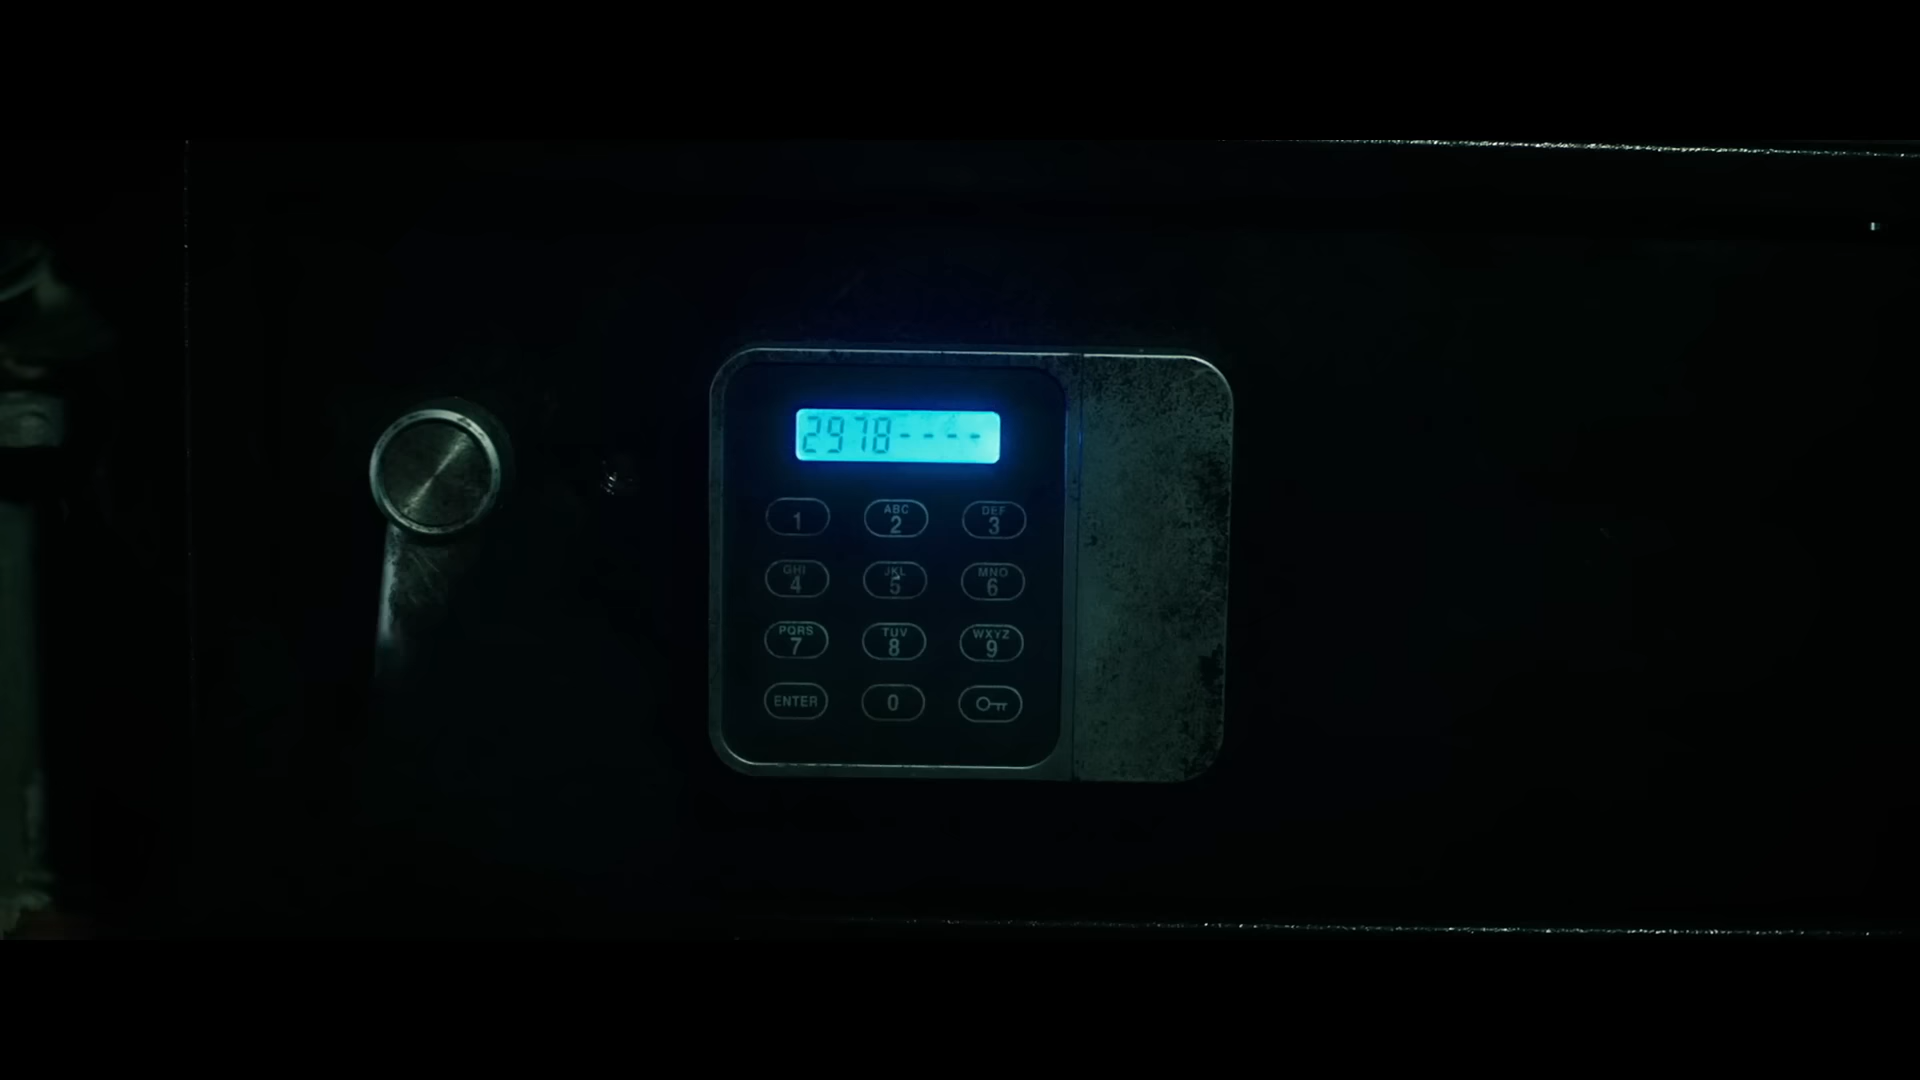 2978----
1 ABC 2 DEF 3
GHI 4 JKL 5 MNO 6
PQRS 7 TUV 8 WXYZ 9
ENTER 0